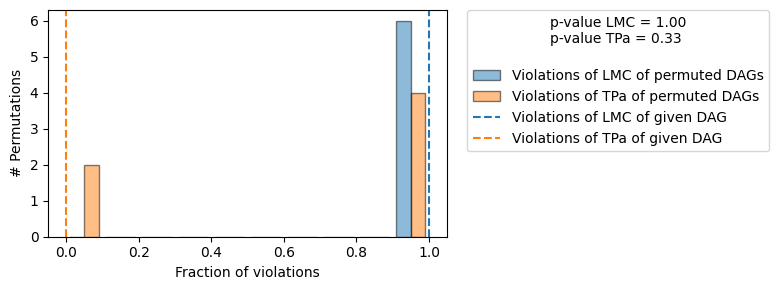 p-value LMC = 1.00
p-value TPa = 0.33
Violations of LMC of permuted DAGs
Violations of TPa of permuted DAGs
Violations of LMC of given DAG
Violations of TPa of given DAG
# Permutations
6
5
4
3
2
1
0
0.0 0.2 0.4 0.6 0.8 1.0
Fraction of violations